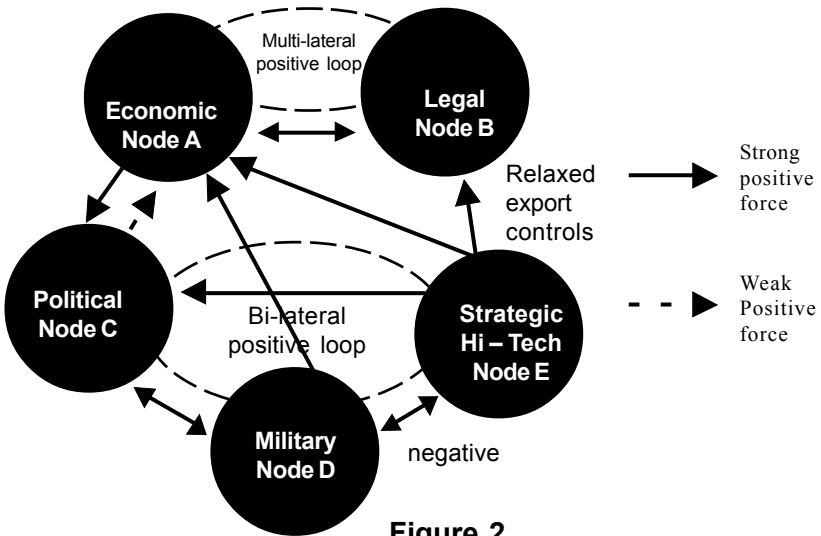 Multi-lateral
positive loop
Economic
Node A
Legal
Node B
Relaxed
export
controls
Strong
positive
force
Political
Node C
Bi-lateral
positive loop
Strategic
Hi – Tech
Node E
Weak
Positive
force
Military
Node D
negative
Figure 2